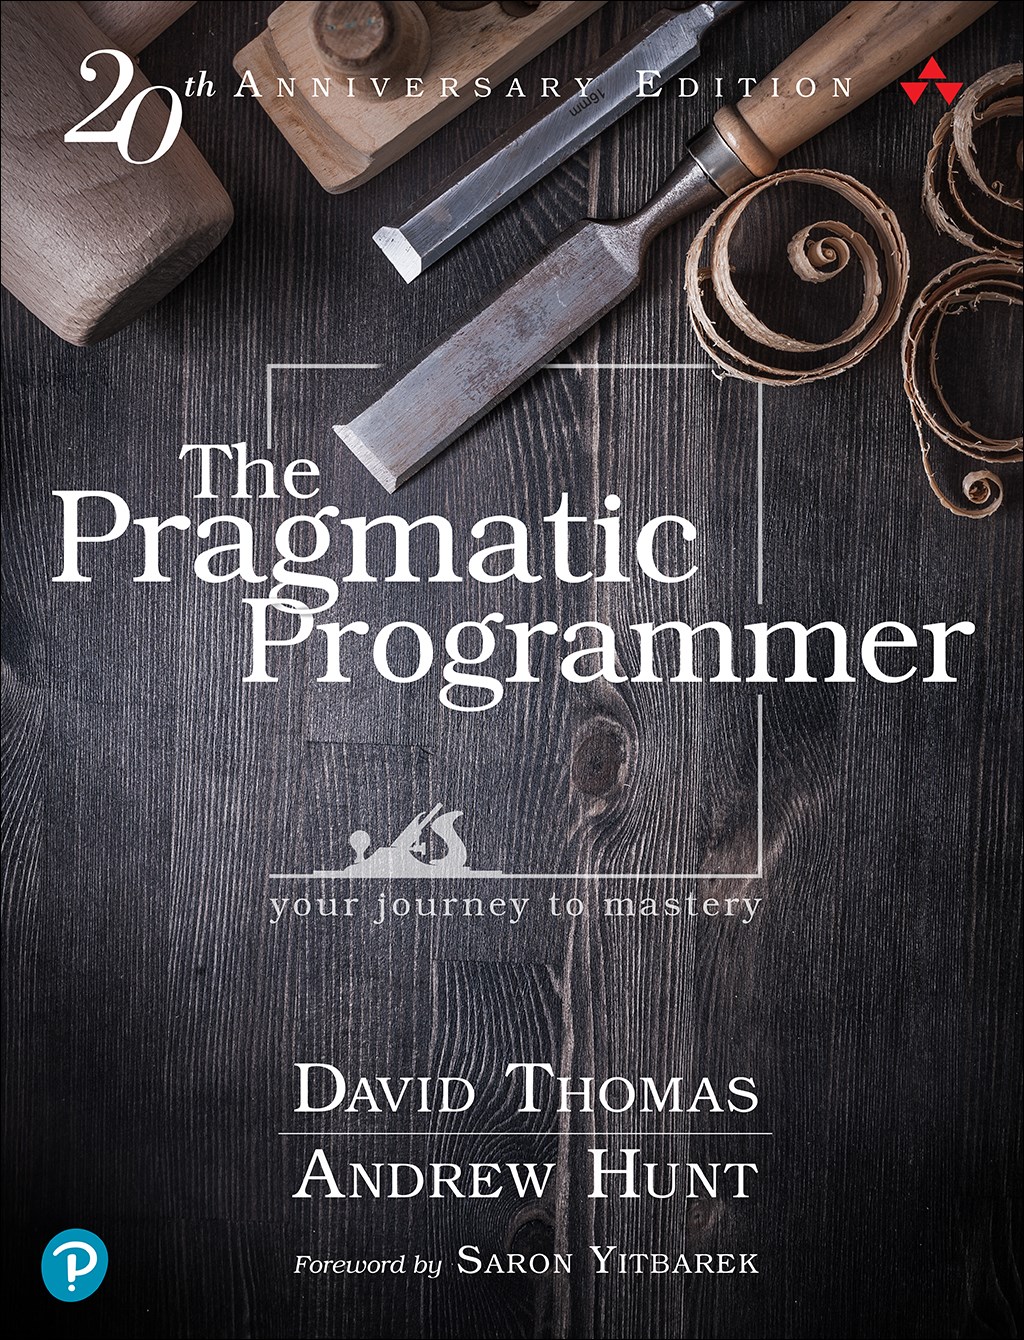 20th ANNIVERSARY EDITION
16mm
The
Pragmatic
Programmer
your journey to mastery
DAVID THOMAS
ANDREW HUNT
Foreword by SARON YITBAREK